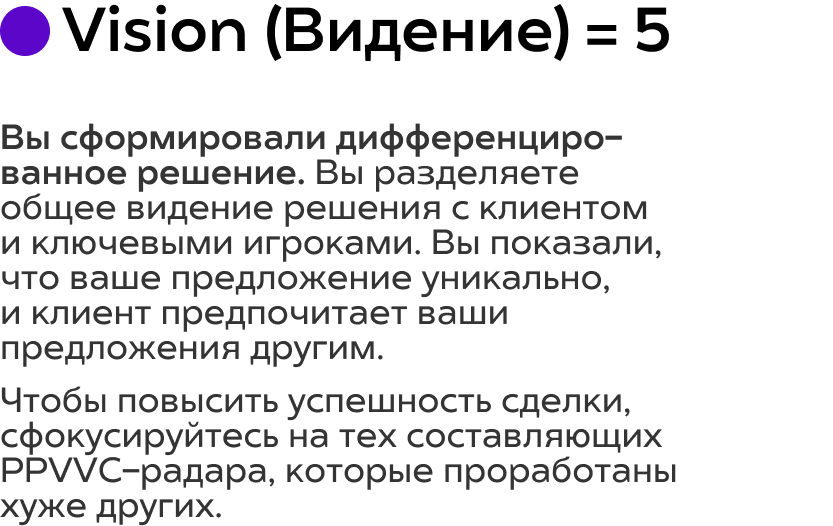 Vision (Видение) = 5
Вы сформировали дифференциро-
ванное решение. Вы разделяете
общее видение решения с клиентом
и ключевыми игроками. Вы показали,
что ваше предложение уникально,
и клиент предпочитает ваши
предложения другим.
Чтобы повысить успешность сделки,
сфокусируйтесь на тех составляющих
PPVVC-радара, которые проработаны
хуже других.